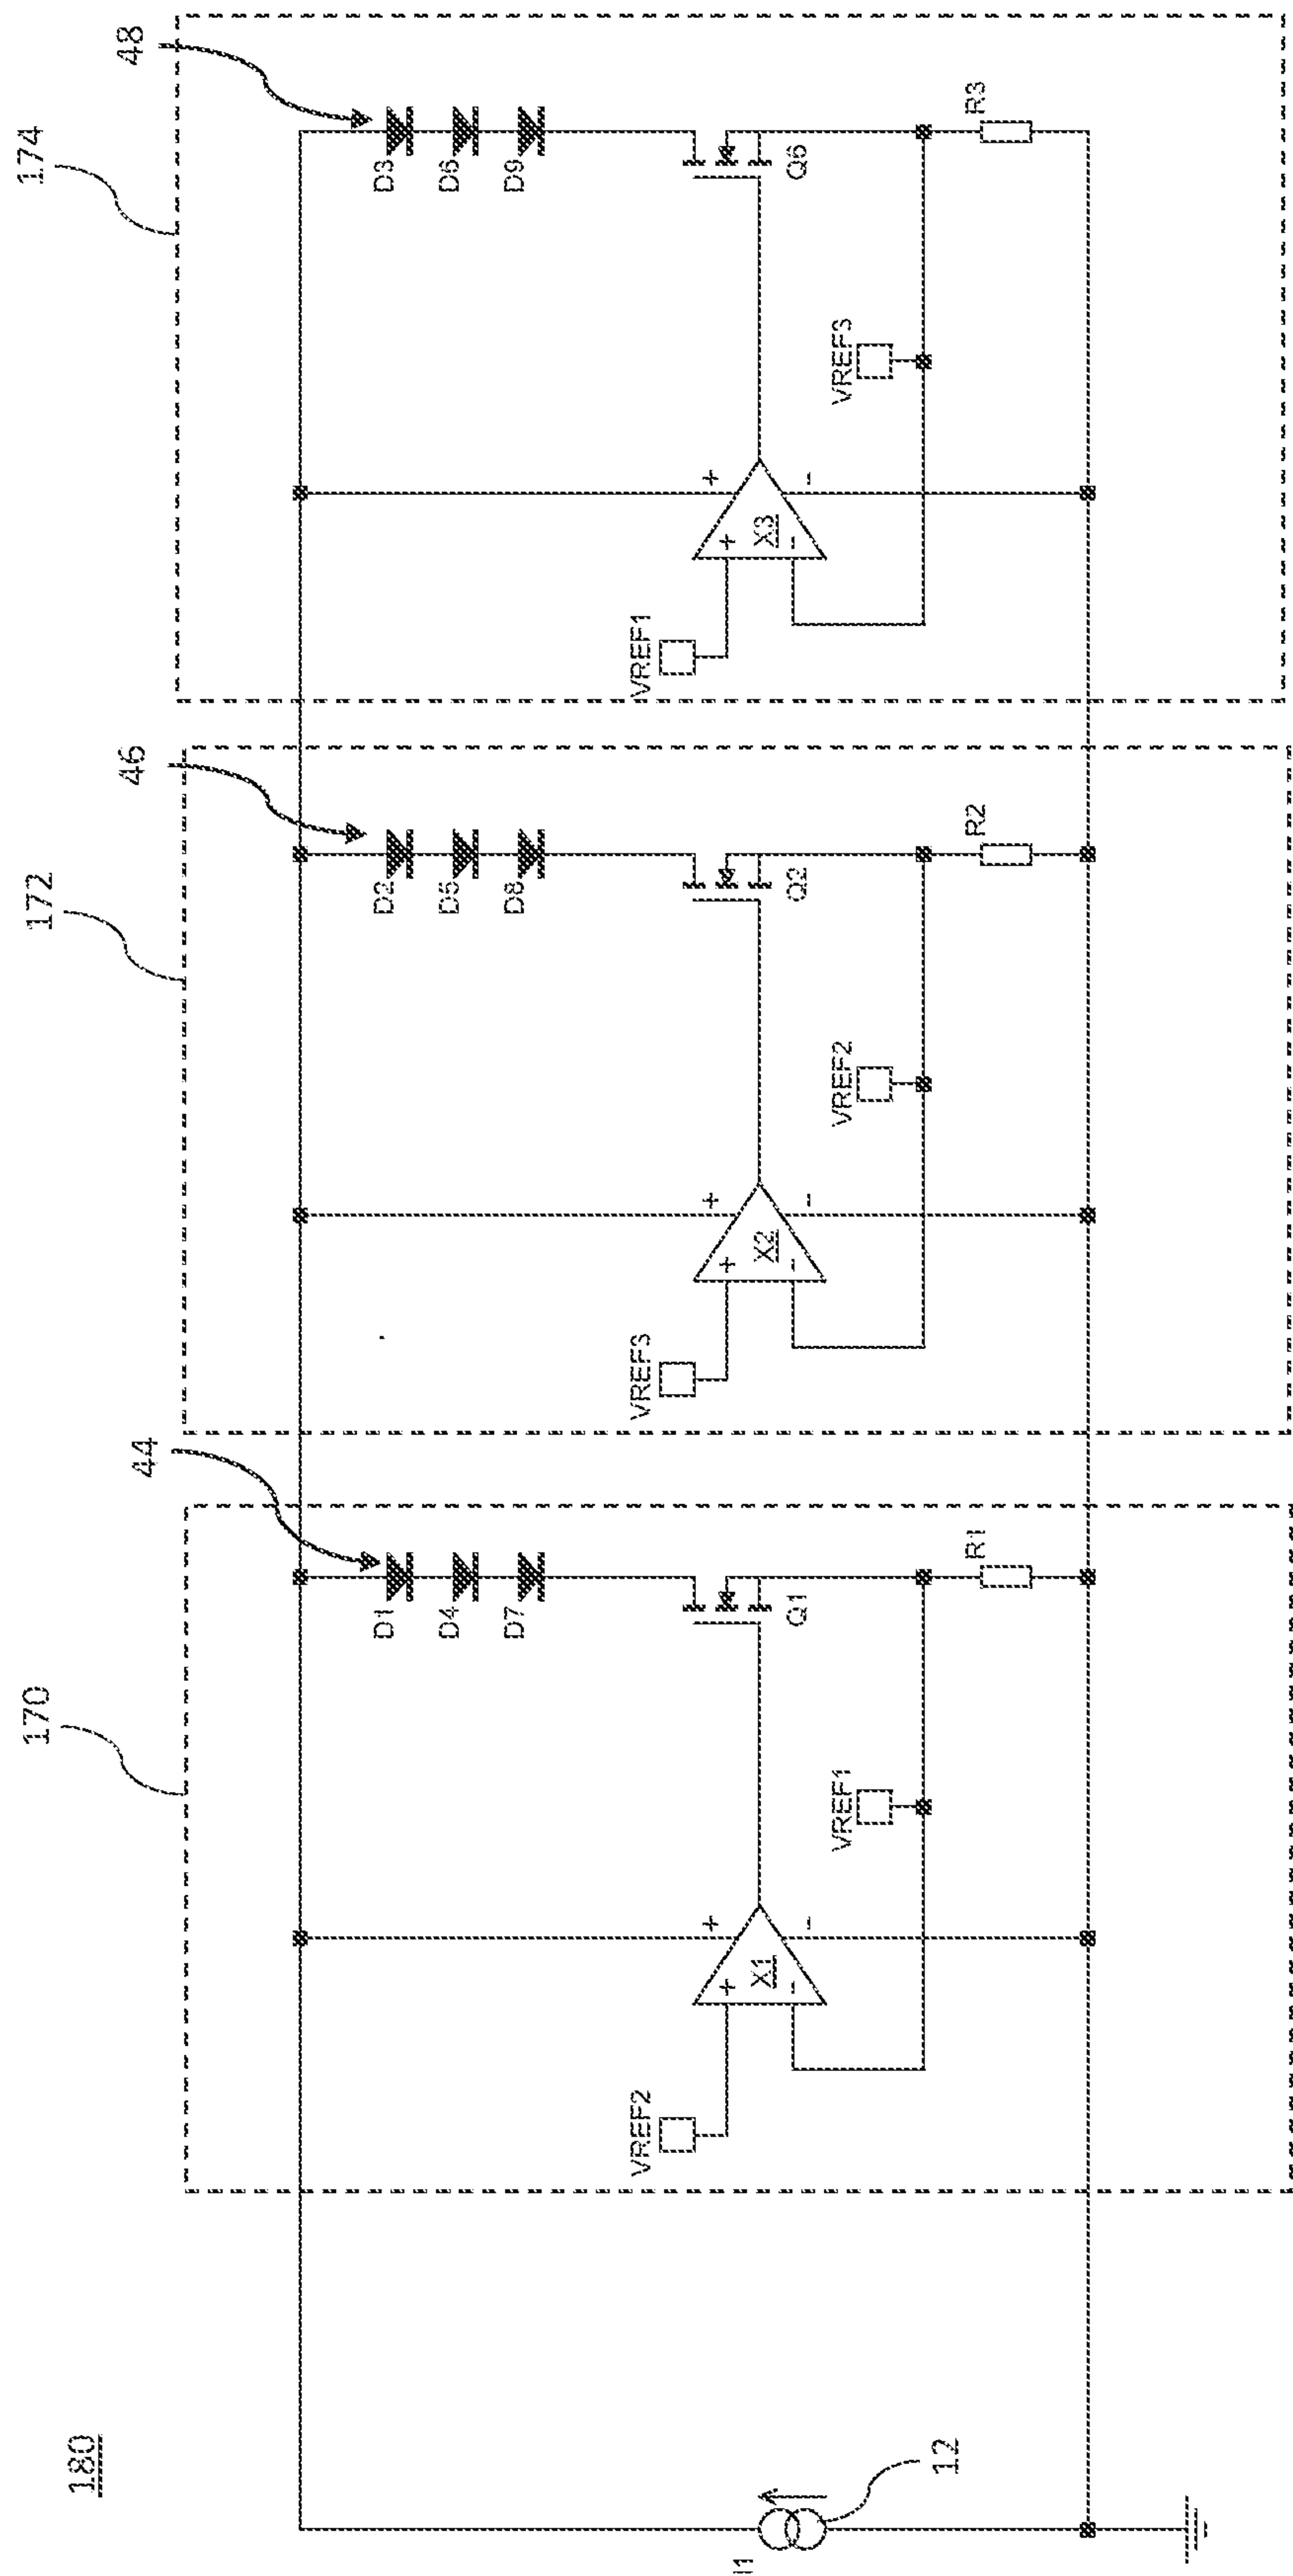 180
I1
12
170
44
D1
D4
D7
Q1
R1
VREF1
VREF2
X1
+
-
+
-
172
46
D2
D5
D8
Q2
R2
VREF2
VREF3
X2
+
-
+
-
174
48
D3
D6
D9
Q6
R3
VREF3
VREF1
X3
+
-
+
-